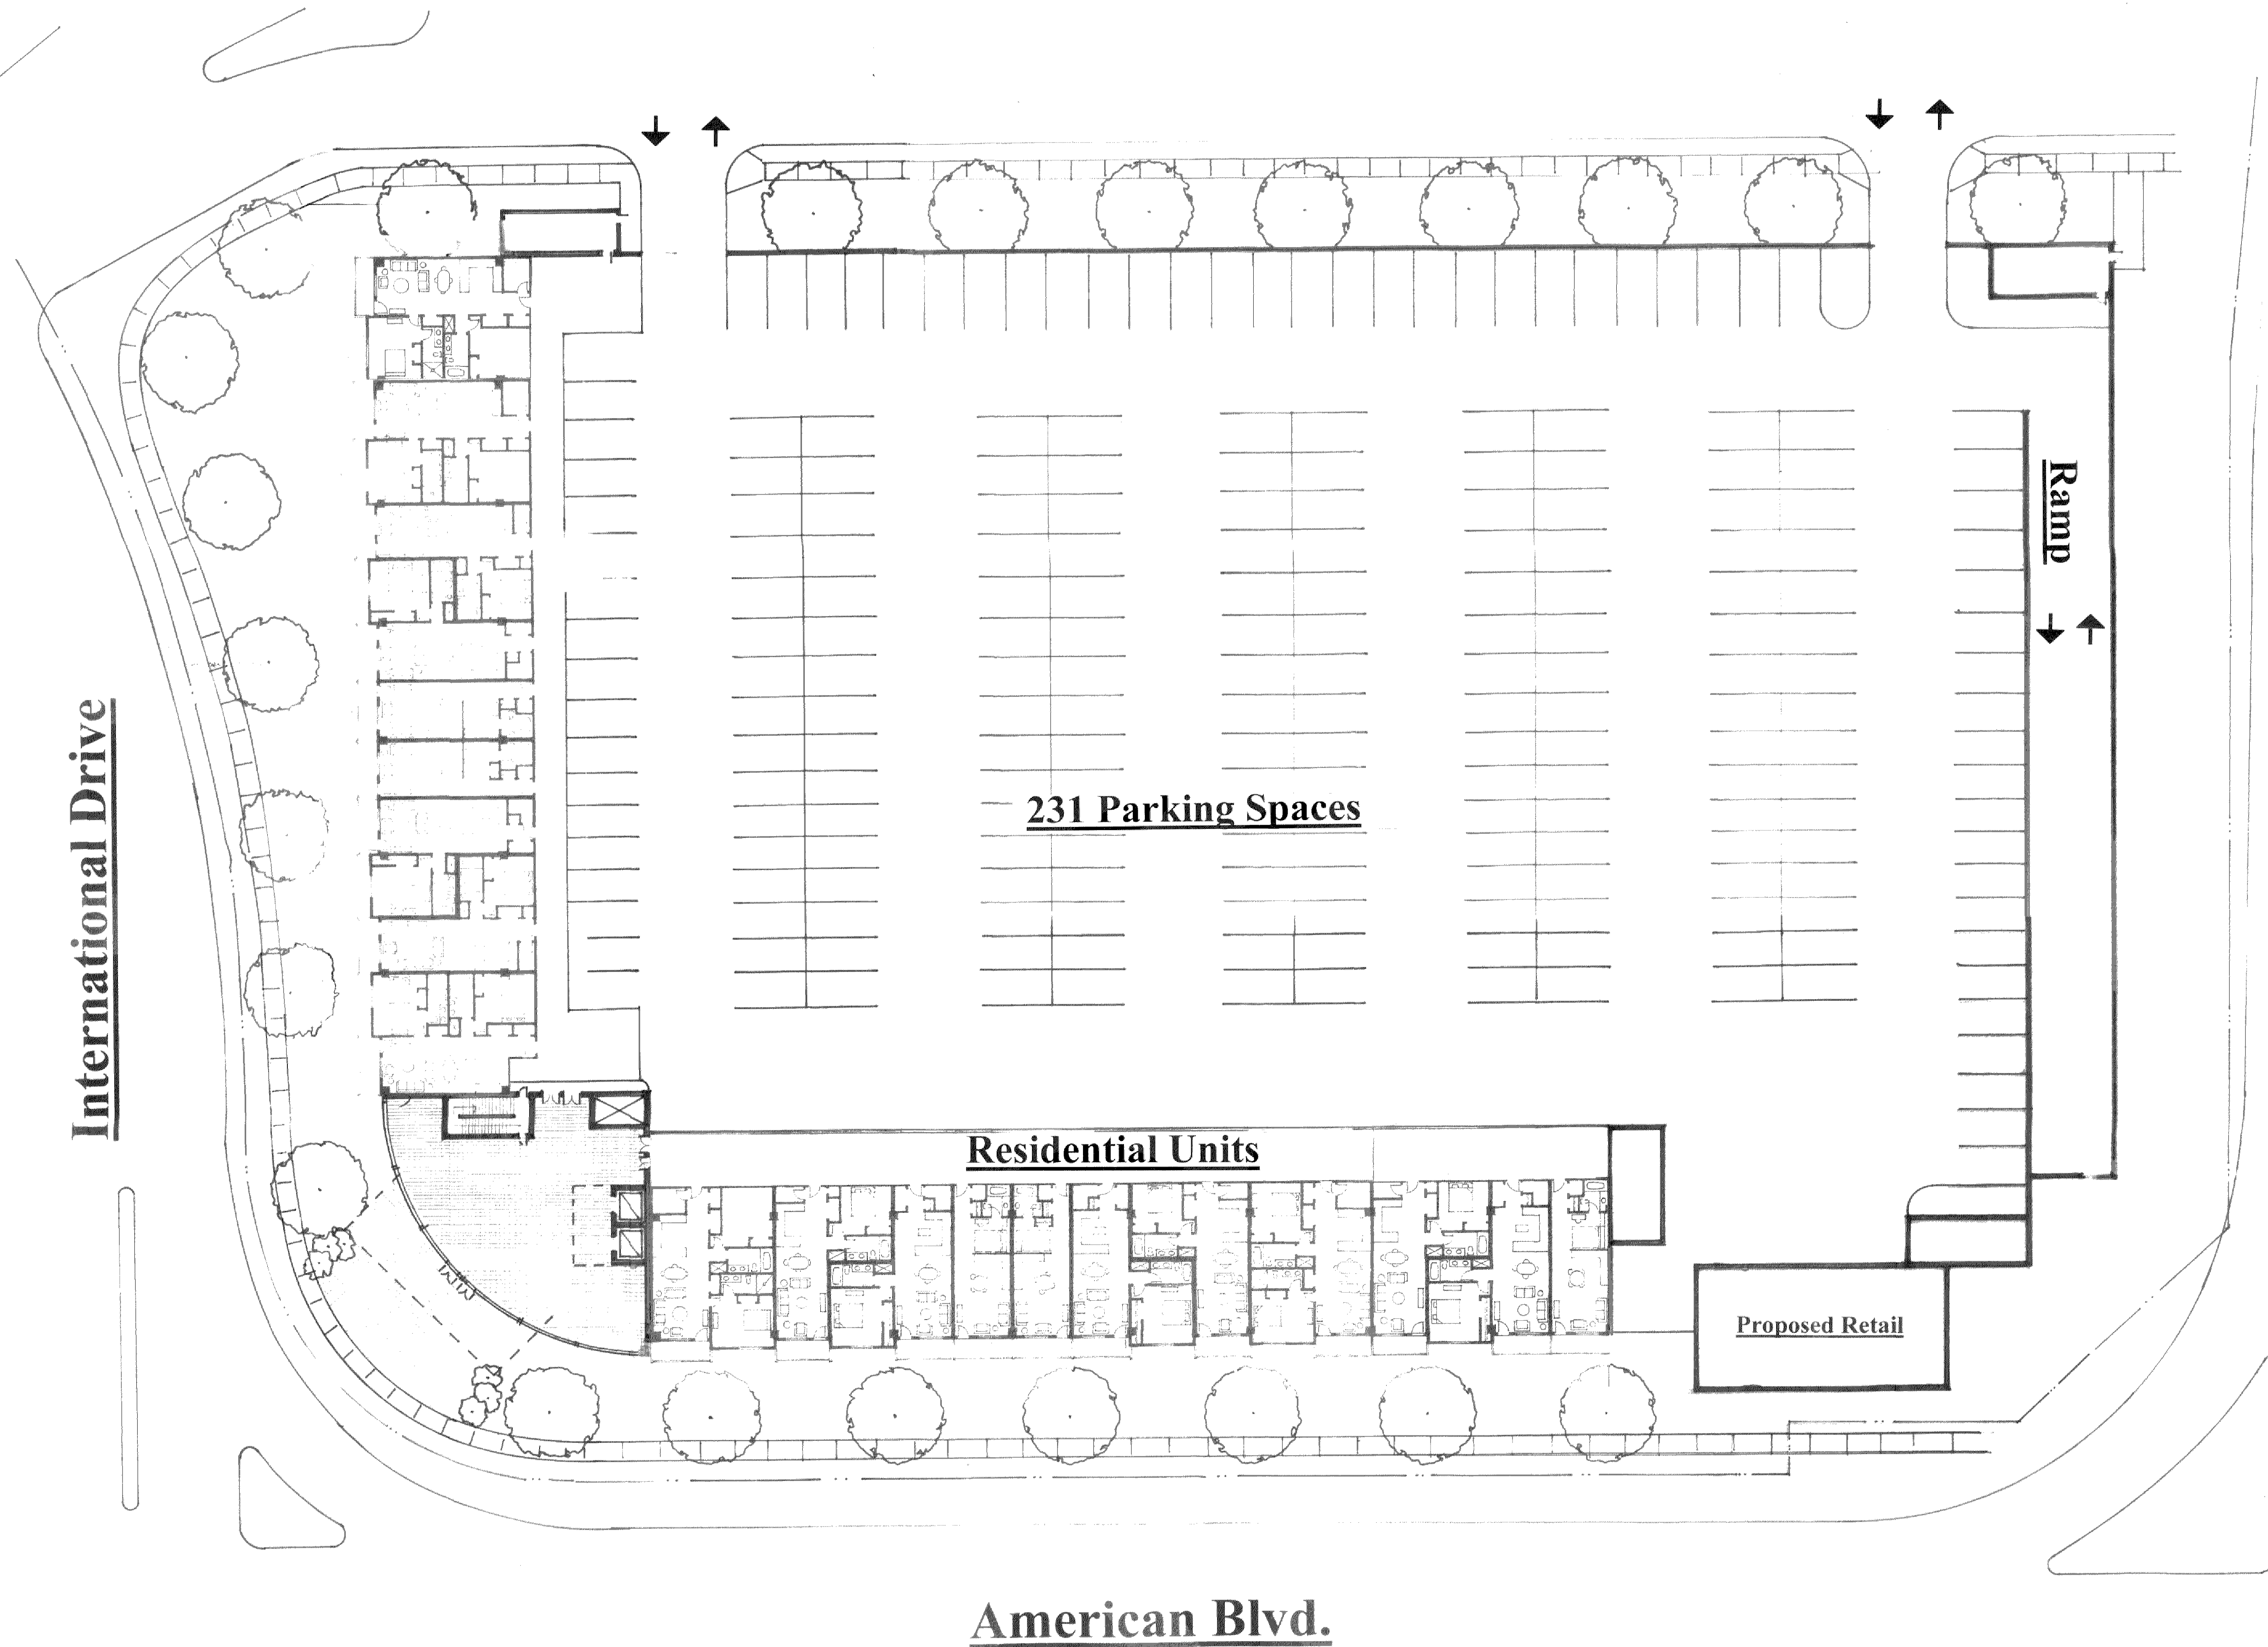 Ramp
International Drive
231 Parking Spaces
Residential Units
Proposed Retail
American Blvd.